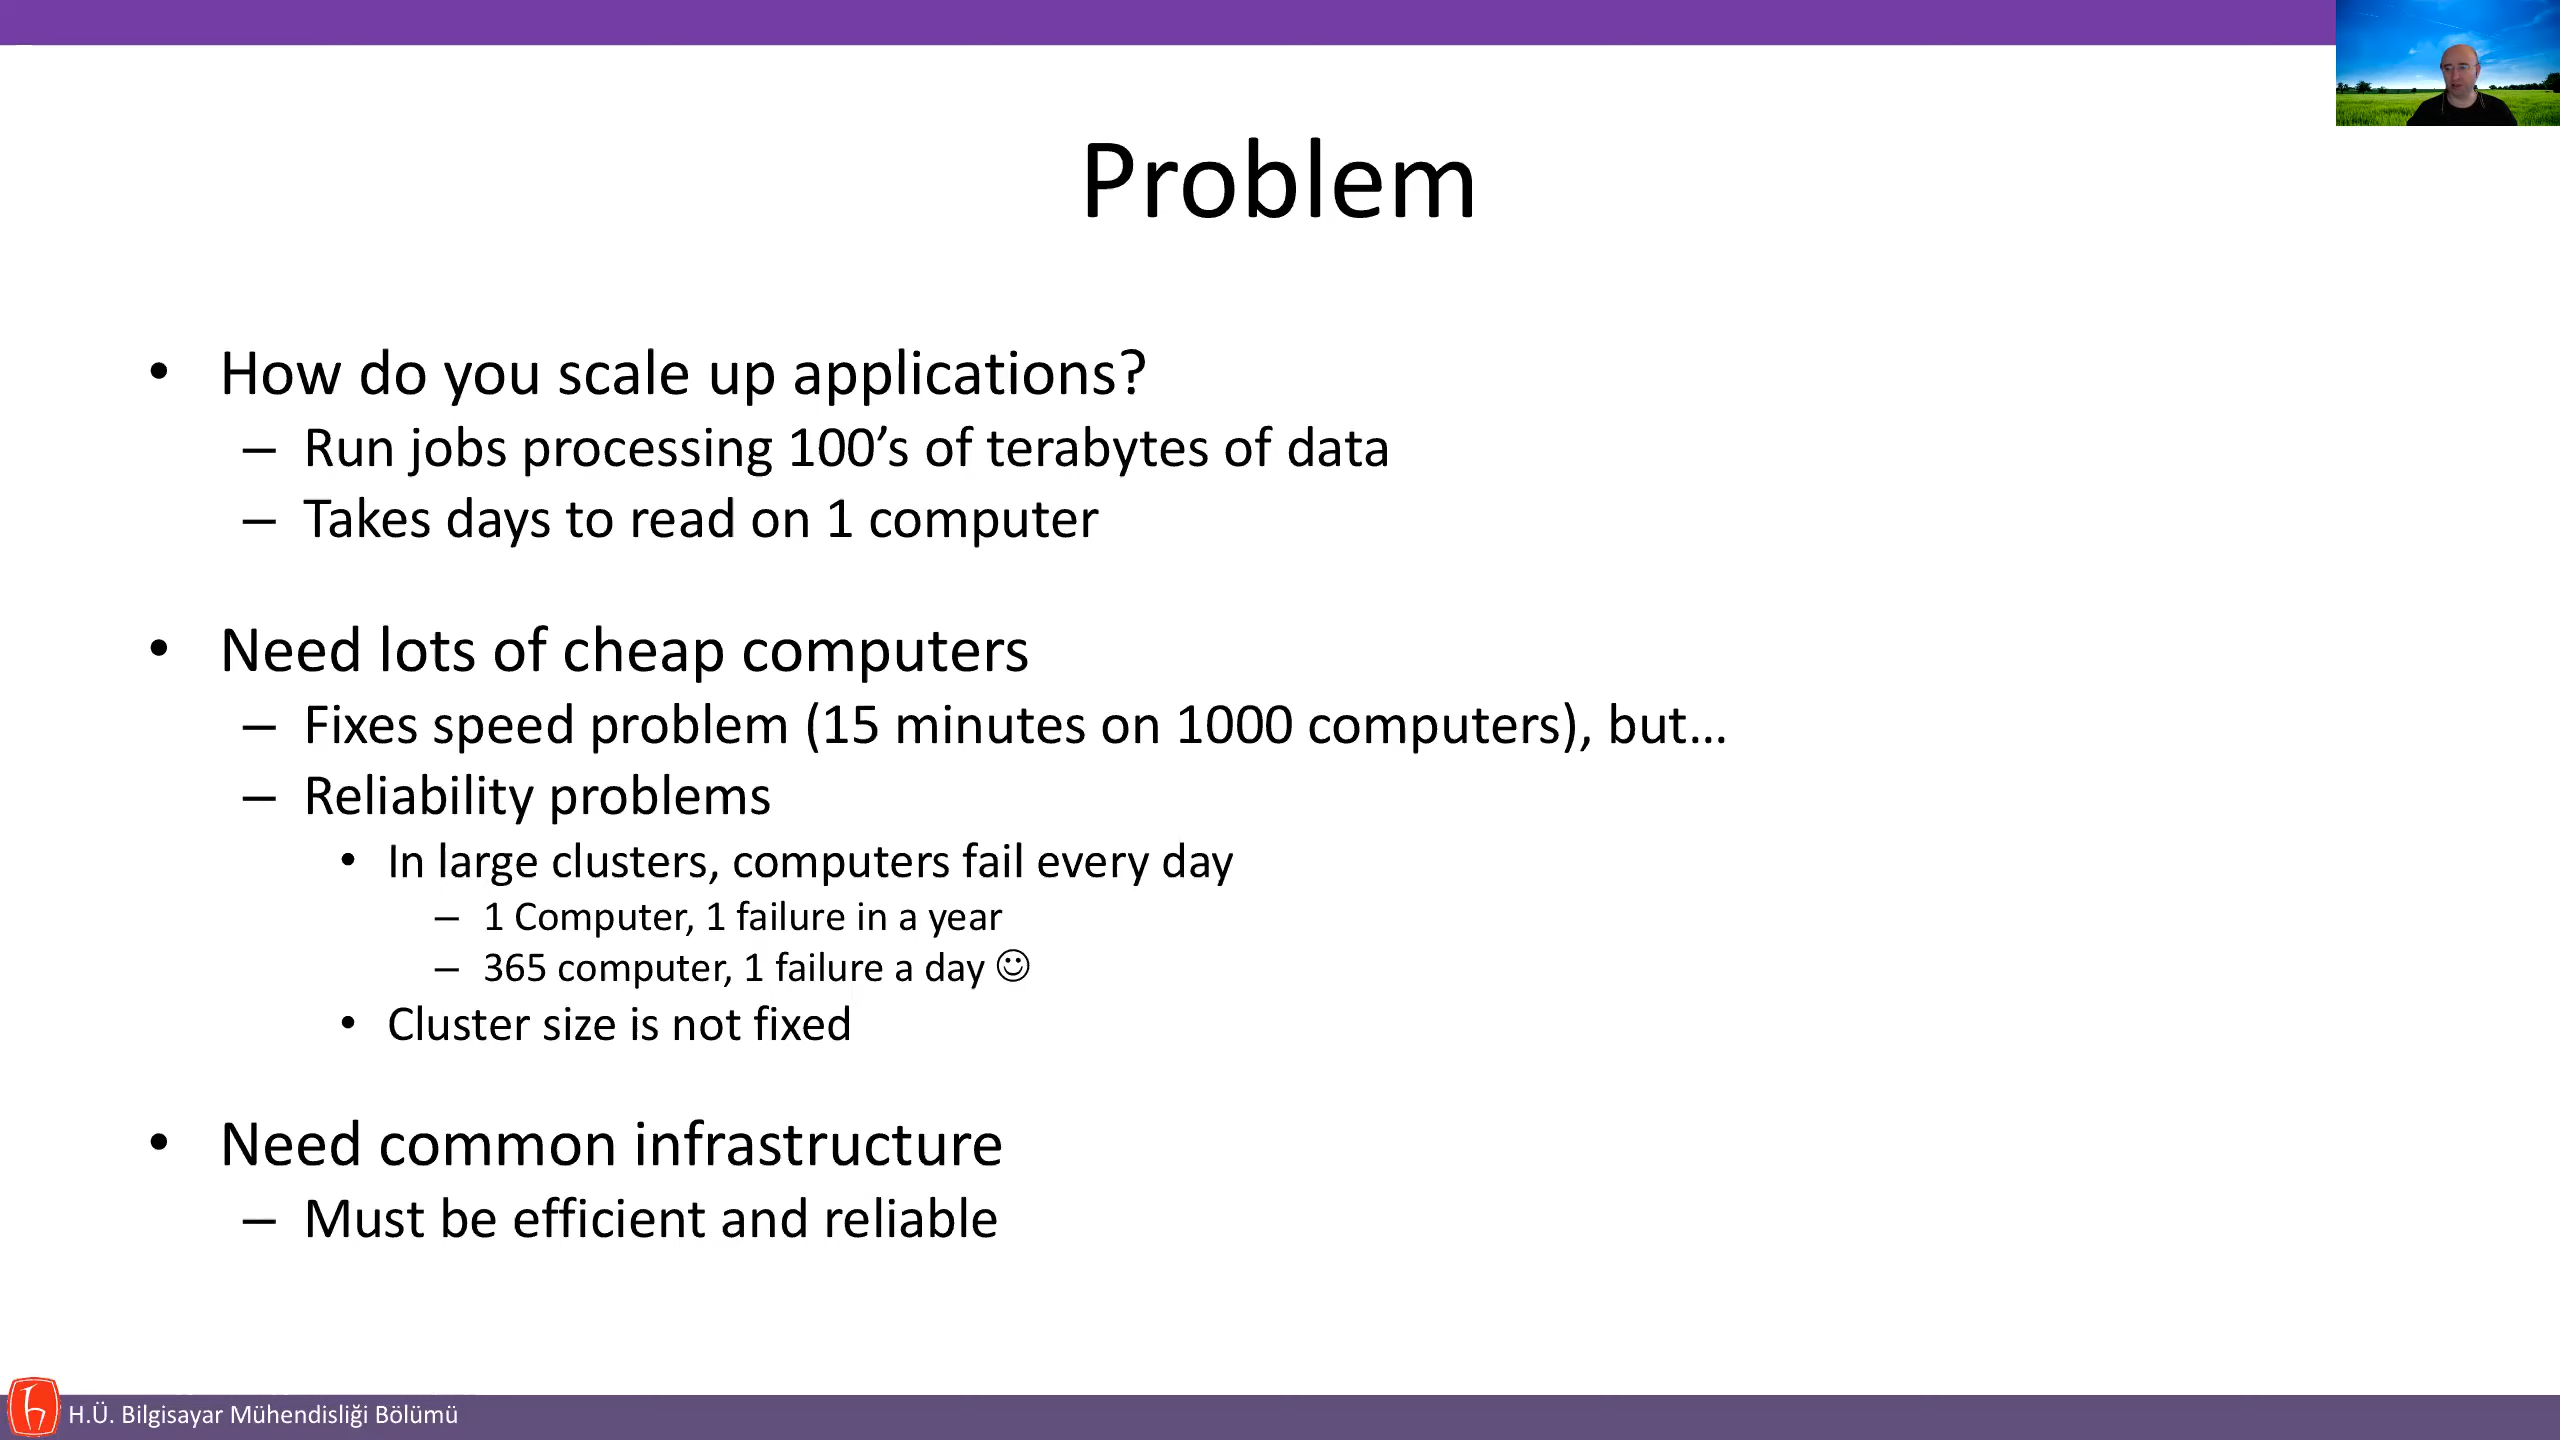 Problem
• How do you scale up applications?
– Run jobs processing 100’s of terabytes of data
– Takes days to read on 1 computer
• Need lots of cheap computers
– Fixes speed problem (15 minutes on 1000 computers), but…
– Reliability problems
• In large clusters, computers fail every day
– 1 Computer, 1 failure in a year
– 365 computer, 1 failure a day ☺
• Cluster size is not fixed
• Need common infrastructure
– Must be efficient and reliable
H.Ü. Bilgisayar Mühendisliği Bölümü